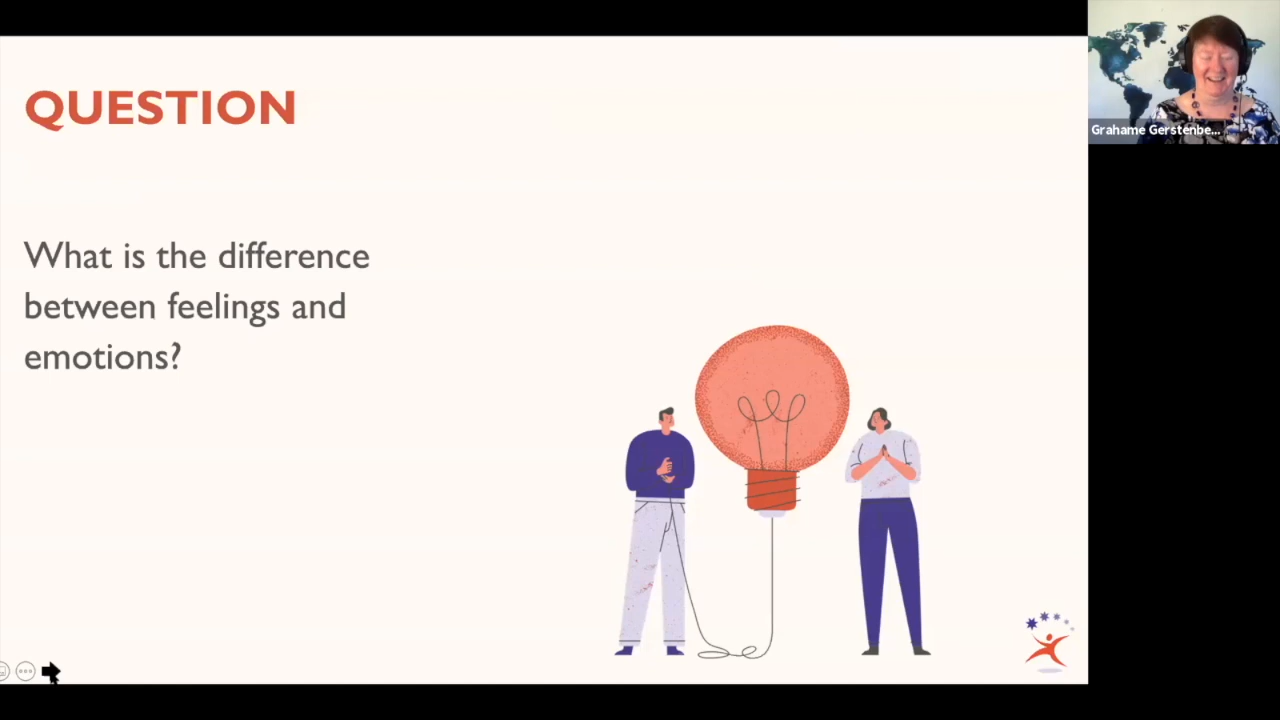 QUESTION
What is the difference
between feelings and
emotions?
Grahame Gerstenbe...